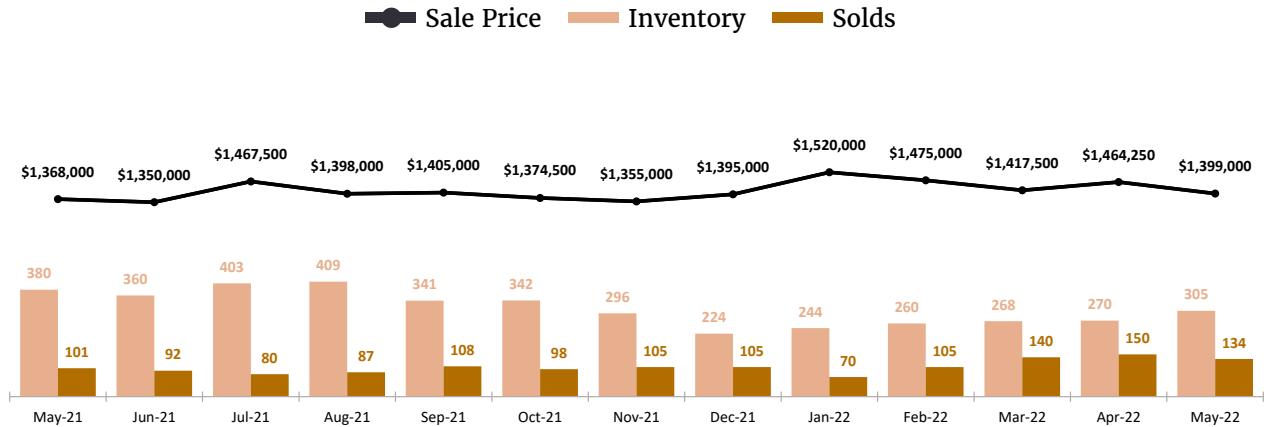 Sale Price Inventory Solds
$1,368,000 $1,350,000 $1,467,500 $1,398,000 $1,405,000 $1,374,500 $1,355,000 $1,395,000 $1,520,000 $1,475,000 $1,417,500 $1,464,250 $1,399,000
380 360 403 409 341 342 296 224 244 260 268 270 305
101 92 80 87 108 98 105 105 70 105 140 150 134
May-21 Jun-21 Jul-21 Aug-21 Sep-21 Oct-21 Nov-21 Dec-21 Jan-22 Feb-22 Mar-22 Apr-22 May-22